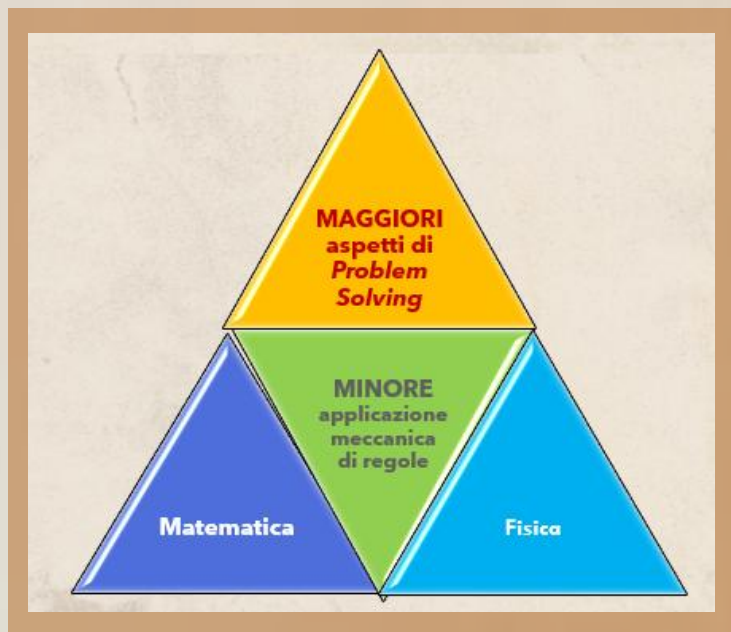 MAGGIORI
aspetti di
Problem
Solving
MINORE
applicazione
meccanica
di regole
Matematica
Fisica